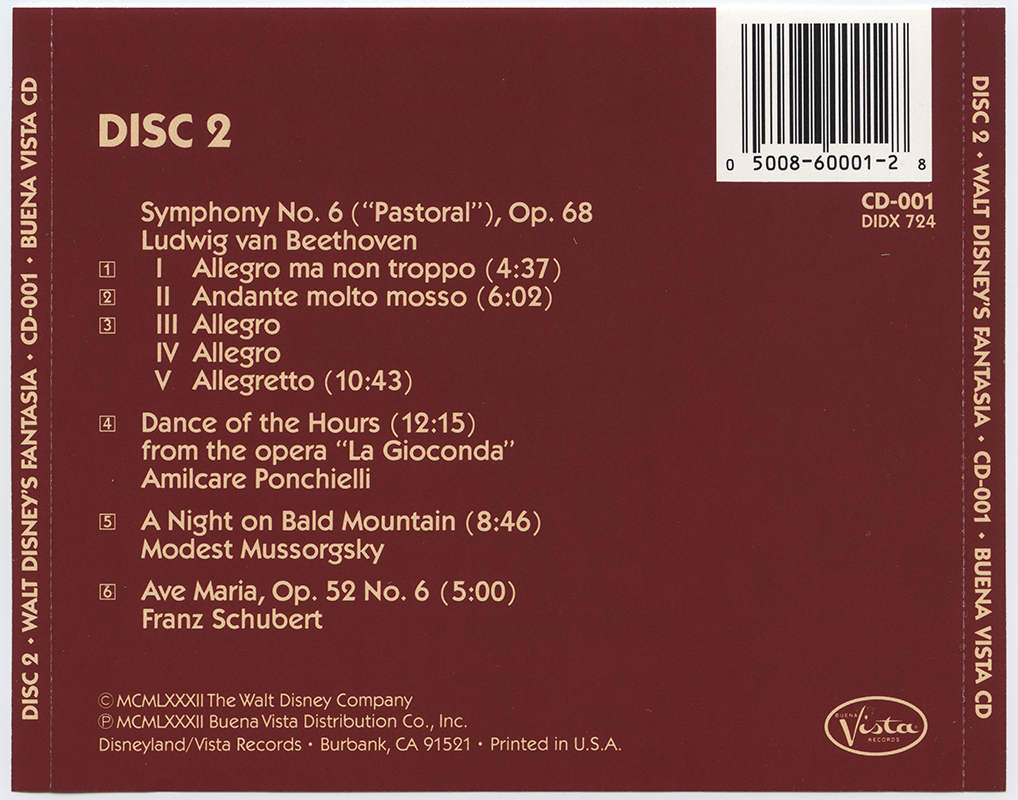 DISC 2 • WALT DISNEY'S FANTASIA • CD-001 • BUENA VISTA CD
DISC 2
0 5008-60001-2 8
CD-001
DIDX 724
Symphony No. 6 ("Pastoral"), Op. 68
Ludwig van Beethoven
1 I Allegro ma non troppo (4:37)
2 II Andante molto mosso (6:02)
3 III Allegro
IV Allegro
V Allegretto (10:43)
4 Dance of the Hours (12:15)
from the opera "La Gioconda"
Amilcare Ponchielli
5 A Night on Bald Mountain (8:46)
Modest Mussorgsky
6 Ave Maria, Op. 52 No. 6 (5:00)
Franz Schubert
© MCMLXXXII The Walt Disney Company
℗ MCMLXXXII Buena Vista Distribution Co., Inc.
Disneyland/Vista Records • Burbank, CA 91521 • Printed in U.S.A.
BUENA
Vista
RECORDS
DISC 2 • WALT DISNEY'S FANTASIA • CD-001 • BUENA VISTA CD